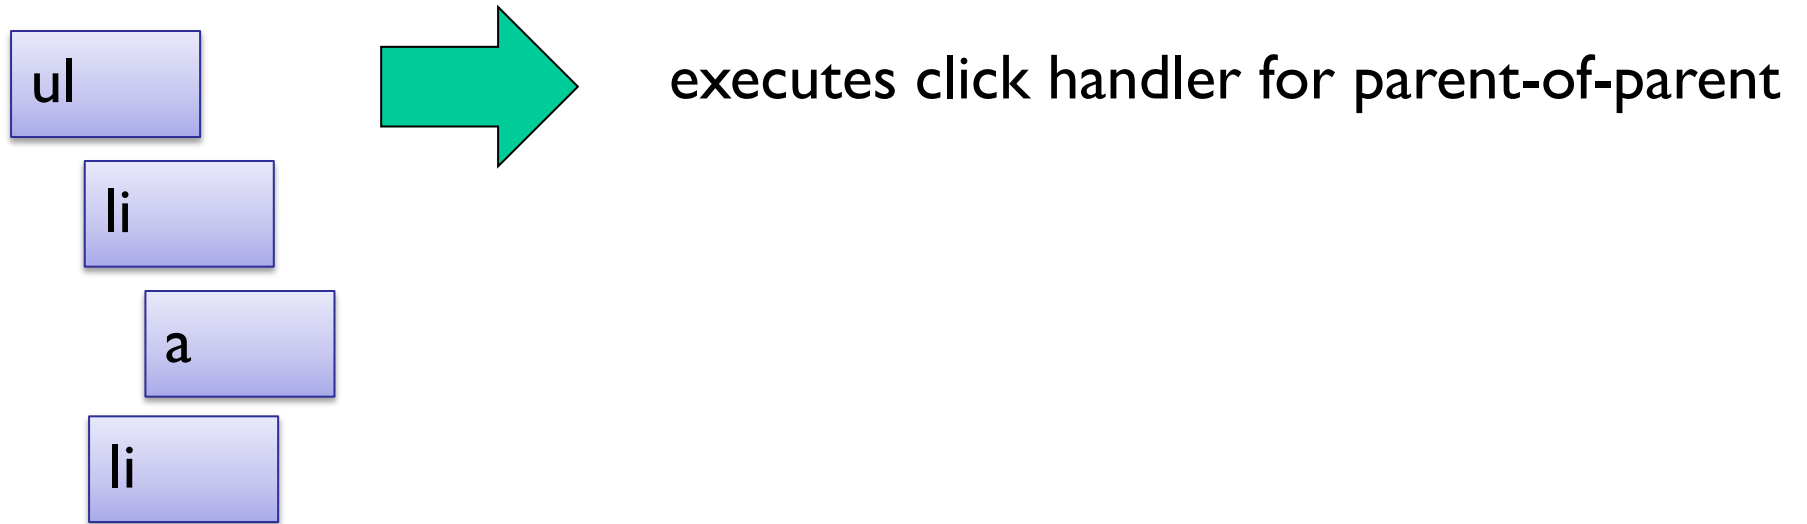 ul
executes click handler for parent-of-parent
li
a
li